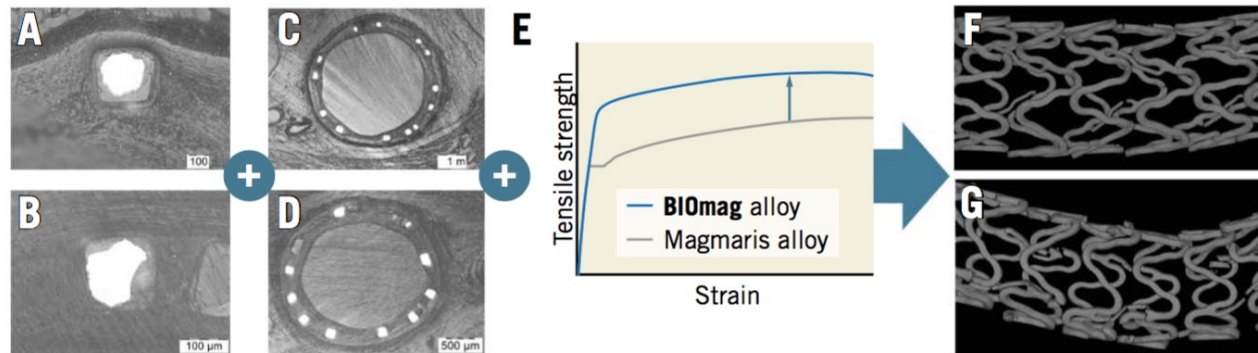 A
100
B
100 µm
+
C
1 m
D
500 µm
+
E
Tensile strength
BIOmag alloy
Magmaris alloy
Strain
F
G